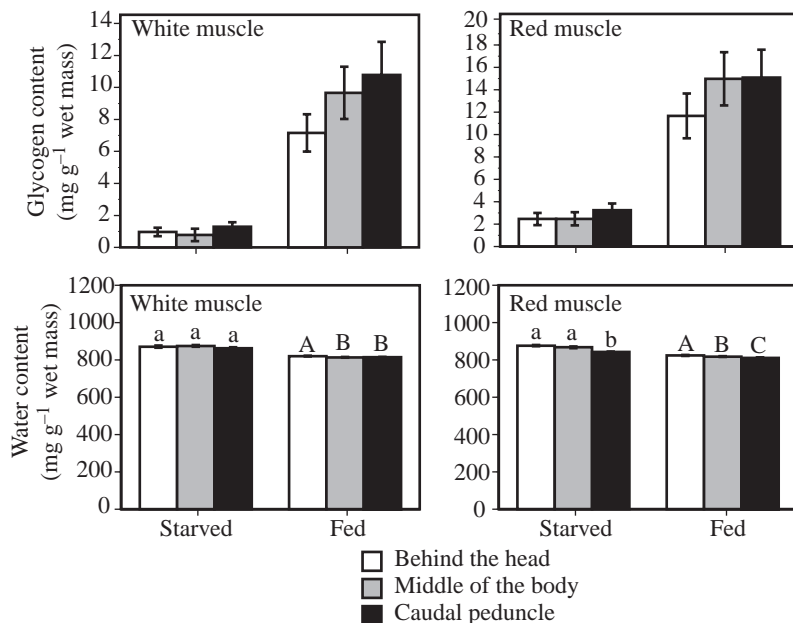 Glycogen content
(mg g⁻¹ wet mass)
White muscle
14
12
10
8
6
4
2
0
Red muscle
20
18
16
14
12
10
8
6
4
2
0
Water content
(mg g⁻¹ wet mass)
White muscle
1200
1000
800
600
400
200
0
a a a A B B
Starved Fed
Red muscle
1200
1000
800
600
400
200
0
a a b A B C
Starved Fed
Behind the head
Middle of the body
Caudal peduncle